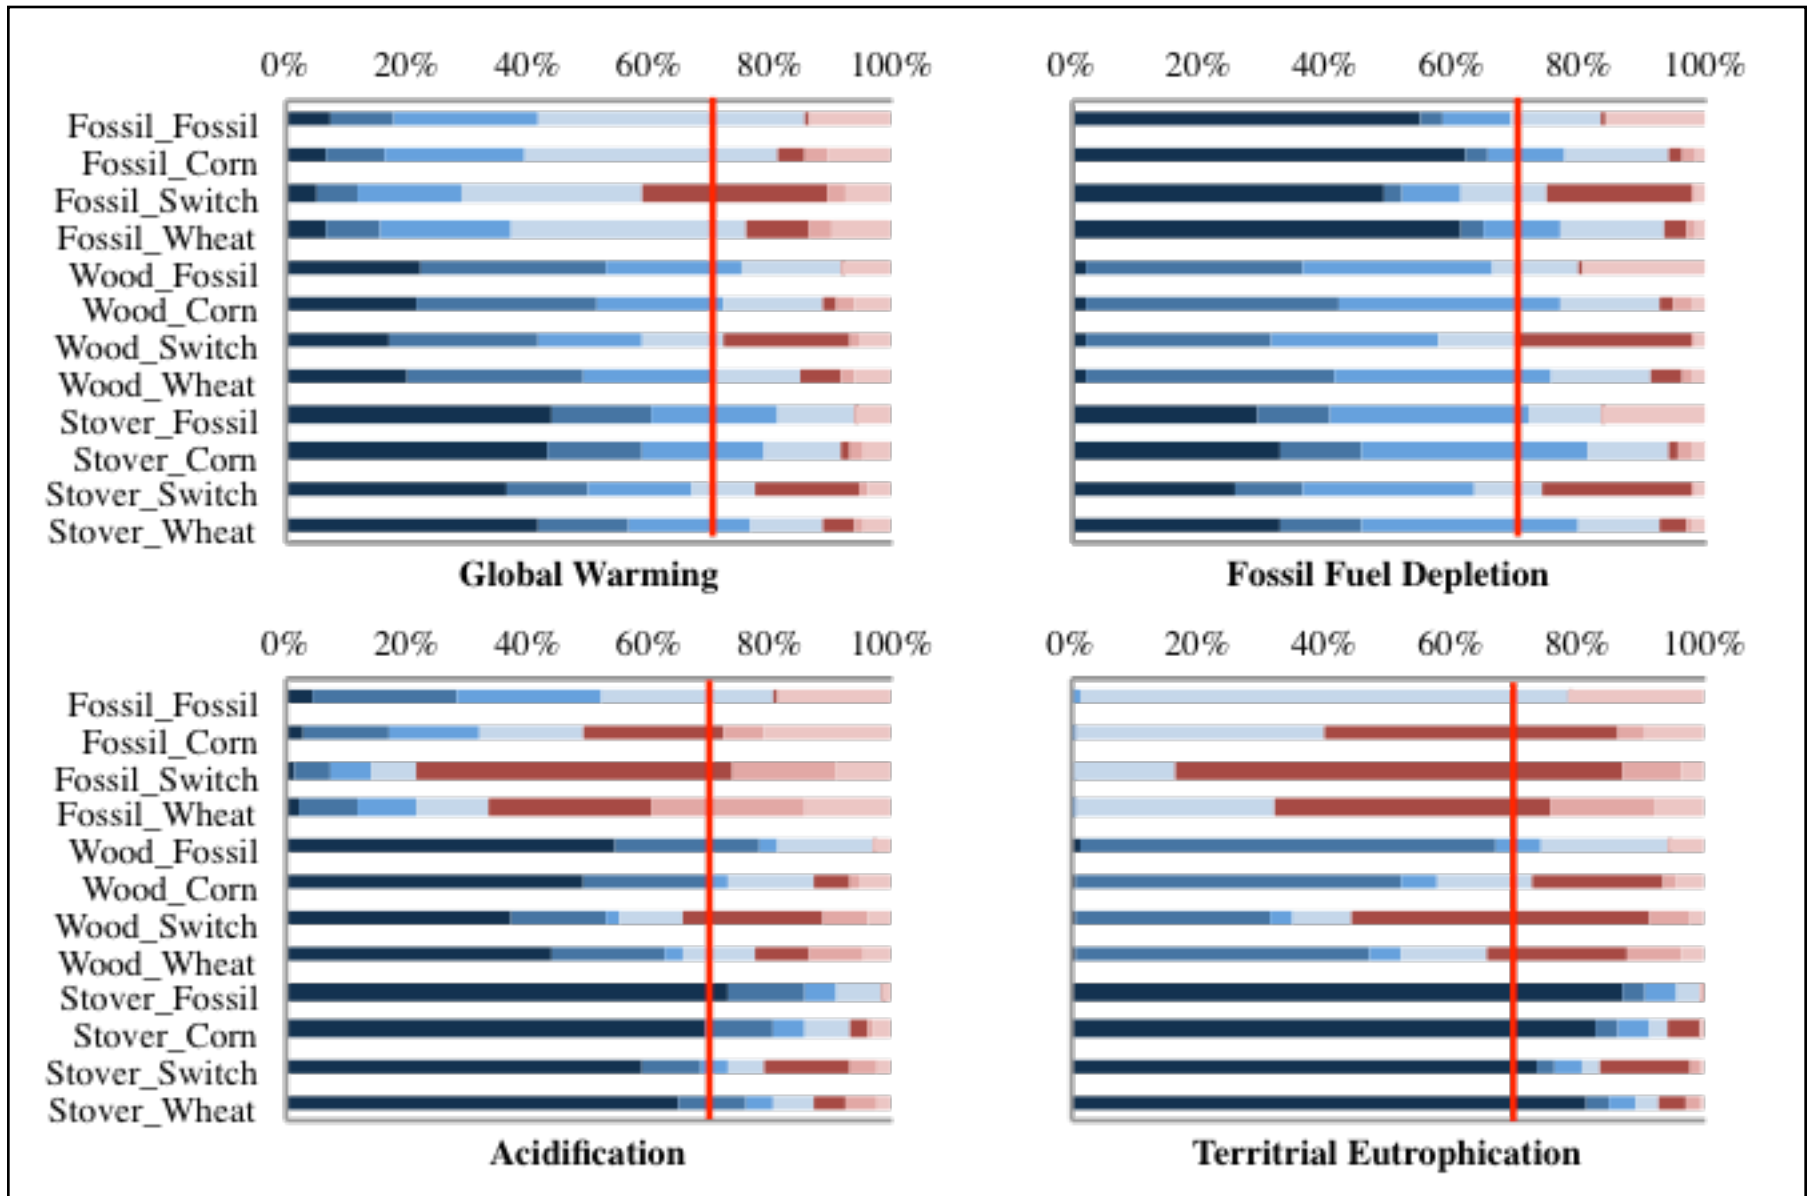 0% 20% 40% 60% 80% 100%
Fossil_Fossil
Fossil_Corn
Fossil_Switch
Fossil_Wheat
Wood_Fossil
Wood_Corn
Wood_Switch
Wood_Wheat
Stover_Fossil
Stover_Corn
Stover_Switch
Stover_Wheat
Global Warming
0% 20% 40% 60% 80% 100%
Fossil Fuel Depletion
0% 20% 40% 60% 80% 100%
Fossil_Fossil
Fossil_Corn
Fossil_Switch
Fossil_Wheat
Wood_Fossil
Wood_Corn
Wood_Switch
Wood_Wheat
Stover_Fossil
Stover_Corn
Stover_Switch
Stover_Wheat
Acidification
0% 20% 40% 60% 80% 100%
Territrial Eutrophication